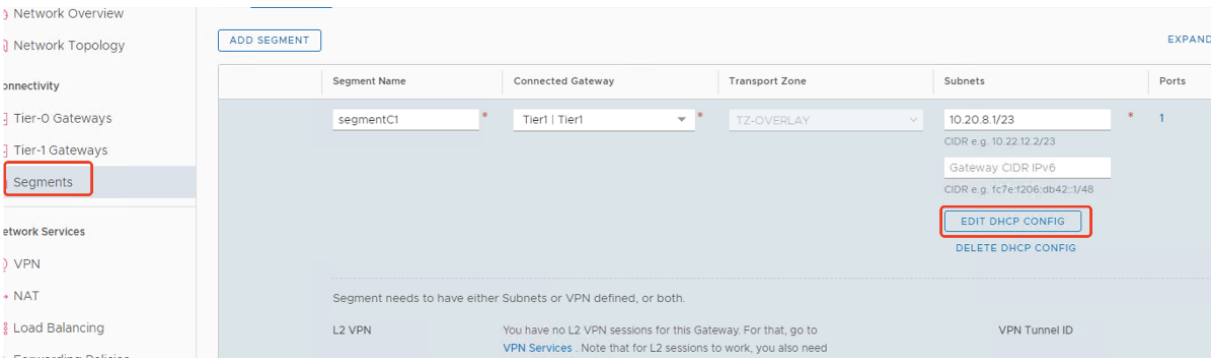 Network Overview
Network Topology
ADD SEGMENT
EXPAND
onnectivity
Segment Name Connected Gateway Transport Zone Subnets Ports
Tier-0 Gateways
segmentC1 * Tier1 | Tier1 * TZ-OVERLAY 10.20.8.1/23 * 1
CIDR e.g. 10.22.12.2/23
Tier-1 Gateways
Gateway CIDR IPv6
Segments
CIDR e.g. fc7e:f206:db42::1/48
EDIT DHCP CONFIG
etwork Services
DELETE DHCP CONFIG
VPN
NAT
Segment needs to have either Subnets or VPN defined, or both.
Load Balancing
L2 VPN You have no L2 VPN sessions for this Gateway. For that, go to VPN Tunnel ID
VPN Services . Note that for L2 sessions to work, you also need
Forwarding Policies